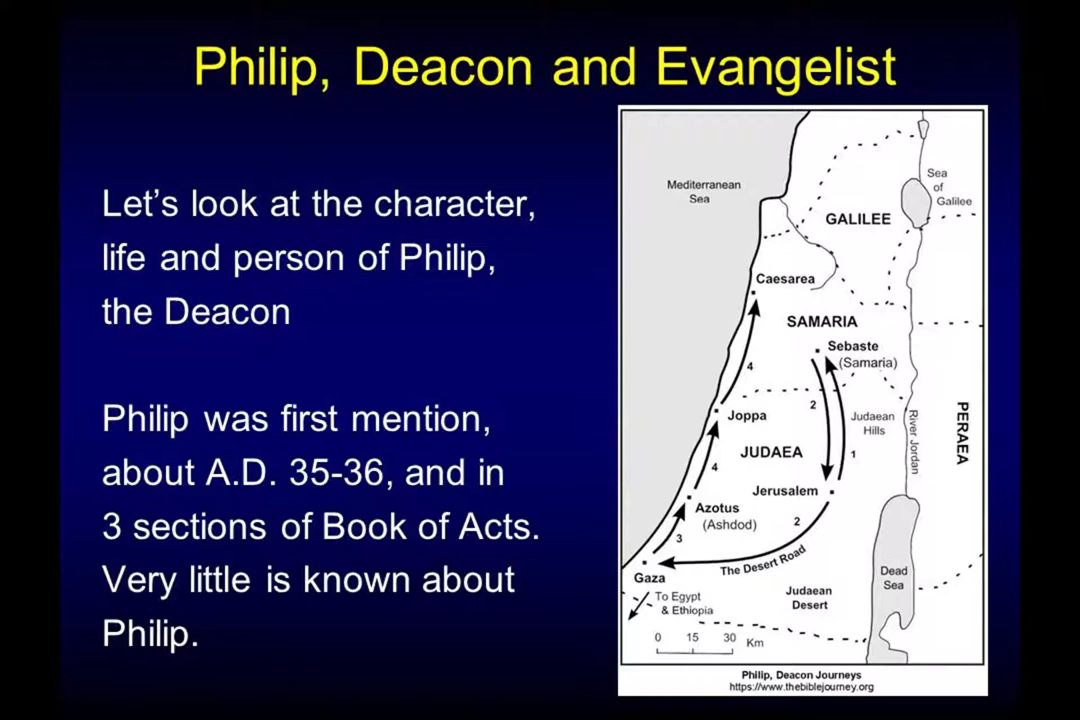 Philip, Deacon and Evangelist
Let's look at the character,
life and person of Philip,
the Deacon
Philip was first mention,
about A.D. 35-36, and in
3 sections of Book of Acts.
Very little is known about
Philip.
Mediterranean
Sea
Sea
of
Galilee
GALILEE
Caesarea
SAMARIA
Sebaste
(Samaria)
4
2
Joppa
Judaean
Hills
River Jordan
PERAEA
JUDAEA
1
4
Jerusalem
Azotus
(Ashdod)
2
3
The Desert Road
Gaza
Dead
Sea
To Egypt
& Ethiopia
Judaean
Desert
0 15 30 Km
Philip, Deacon Journeys
https://www.thebiblejourney.org